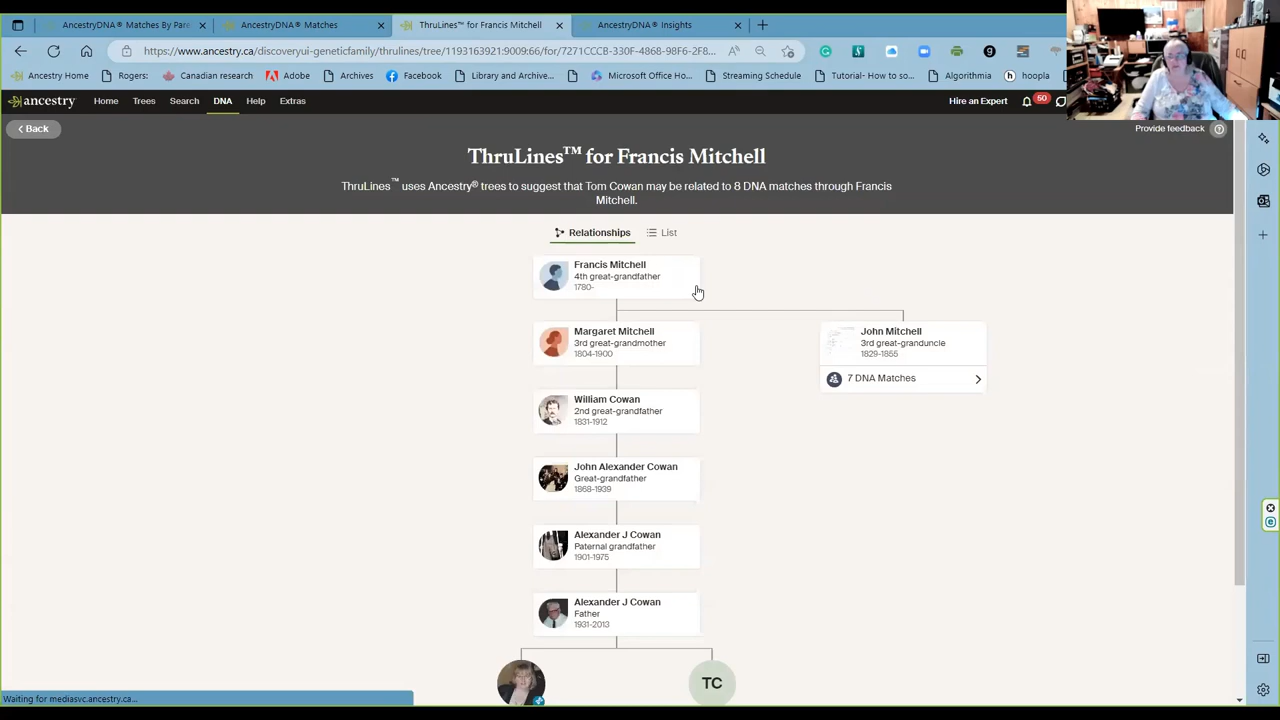 AncestryDNA® Matches By Pare
AncestryDNA® Matches
ThruLines™ for Francis Mitchell
AncestryDNA® Insights
https://www.ancestry.ca/discoveryui-geneticfamily/thrulines/tree/119316392:1:9009:66/for/7271CCCB-330F-4868-98F6-2F8...
Ancestry Home
Rogers:
Canadian research
Adobe
Archives
Facebook
Library and Archive...
Microsoft Office Ho...
Streaming Schedule
Tutorial- How to so...
Algorithmia
hoopla
ancestry
Home
Trees
Search
DNA
Help
Extras
Hire an Expert
50
Back
Provide feedback
ThruLines™ for Francis Mitchell
ThruLines™ uses Ancestry® trees to suggest that Tom Cowan may be related to 8 DNA matches through Francis
Mitchell.
Relationships
List
Francis Mitchell
4th great-grandfather
1780-
Margaret Mitchell
3rd great-grandmother
1804-1900
John Mitchell
3rd great-granduncle
1829-1855
7 DNA Matches
William Cowan
2nd great-grandfather
1831-1912
John Alexander Cowan
Great-grandfather
1868-1939
Alexander J Cowan
Paternal grandfather
1901-1975
Alexander J Cowan
Father
1931-2013
TC
Waiting for mediasvc.ancestry.ca...